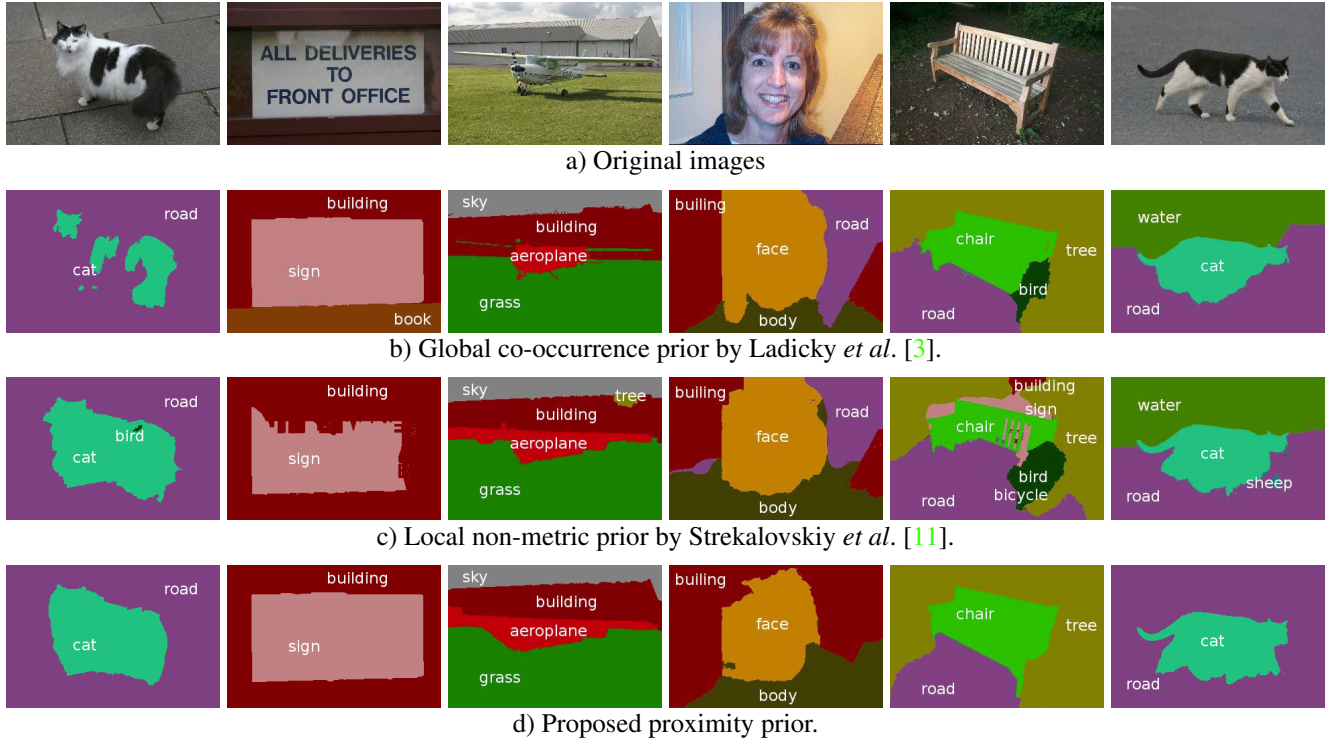 ALL DELIVERIES
TO
FRONT OFFICE
a) Original images
road
cat
building
sign
book
sky
building
aeroplane
grass
builing
face
road
body
chair
tree
bird
road
water
cat
road
b) Global co-occurrence prior by Ladicky et al. [3].
road
bird
cat
building
sign
sky
tree
building
aeroplane
grass
builing
face
road
body
building
sign
chair
tree
bird
bicycle
road
water
cat
sheep
road
c) Local non-metric prior by Strekalovskiy et al. [11].
road
cat
building
sign
sky
building
aeroplane
grass
builing
face
body
chair
tree
road
cat
road
d) Proposed proximity prior.